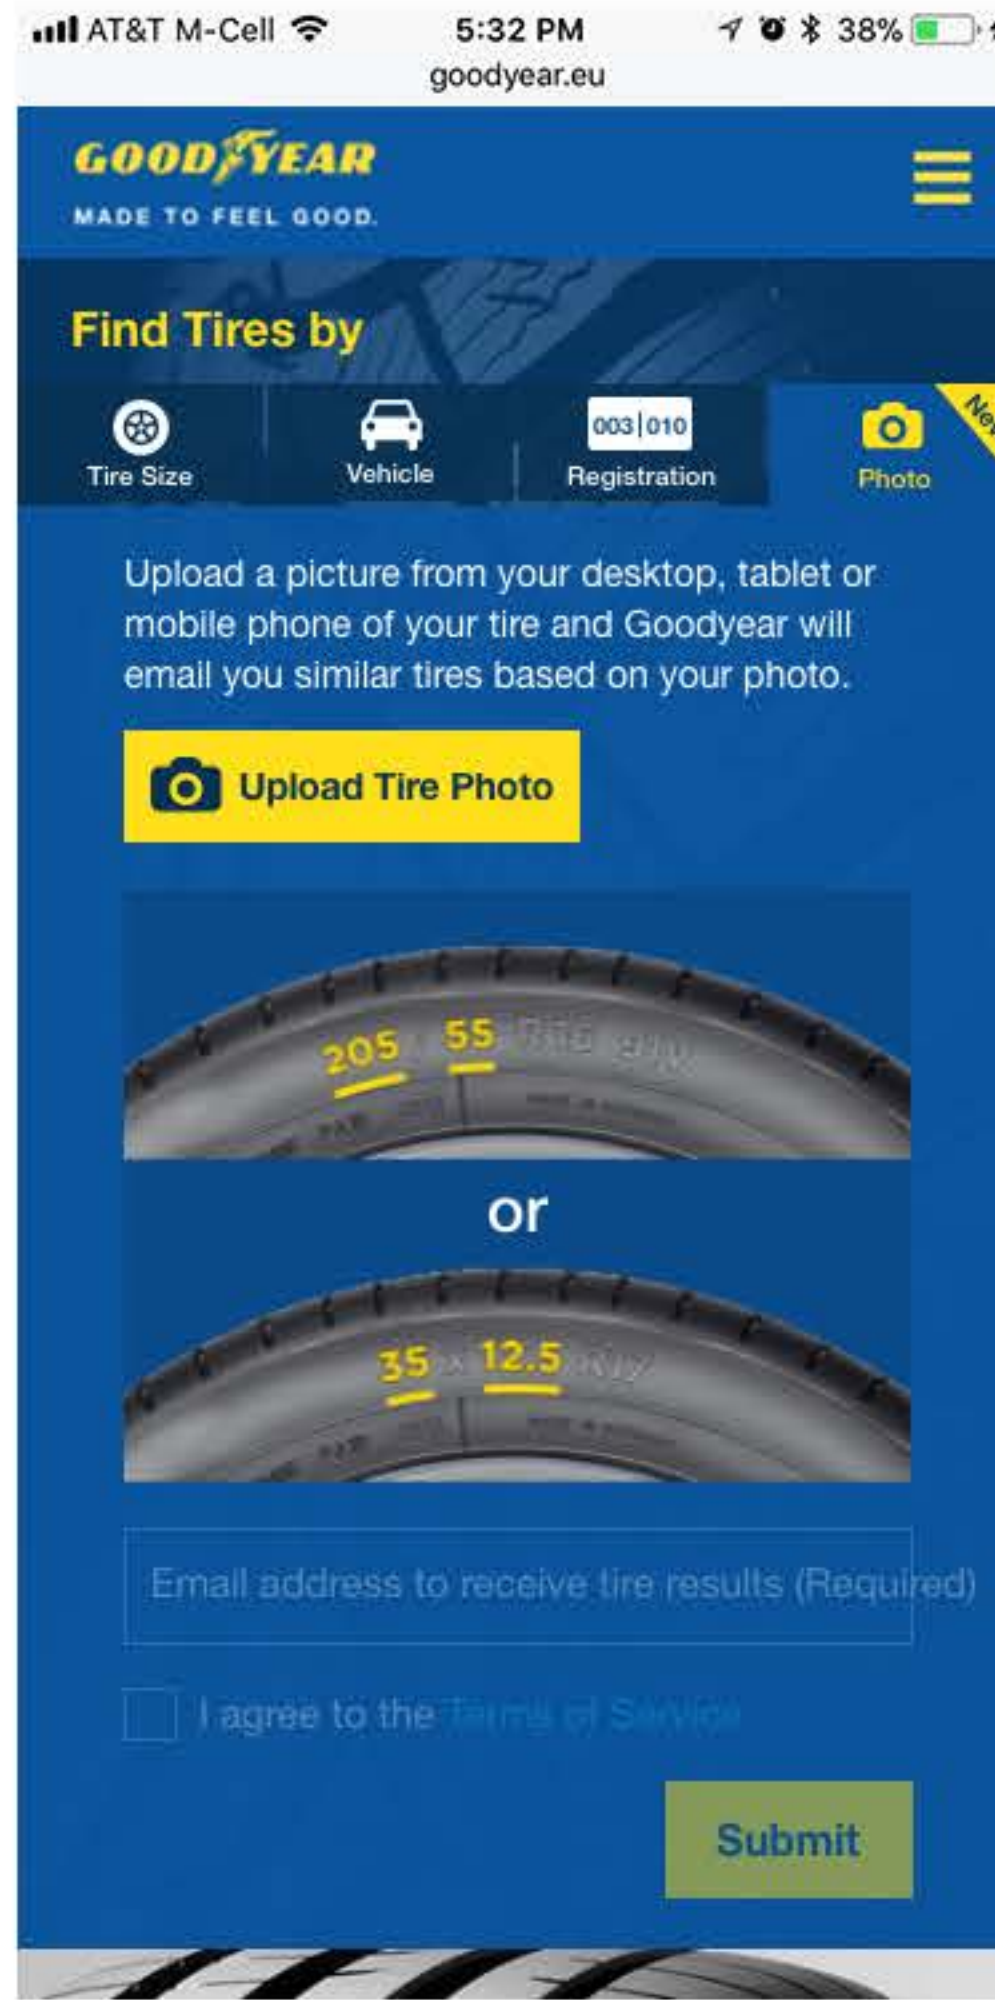 AT&T M-Cell 5:32 PM 38%
goodyear.eu
GOODYEAR
MADE TO FEEL GOOD.
Find Tires by
Tire Size
Vehicle
003|010
Registration
Photo
New
Upload a picture from your desktop, tablet or
mobile phone of your tire and Goodyear will
email you similar tires based on your photo.
Upload Tire Photo
205 55 R16 91V
or
35 x 12.5
Email address to receive tire results (Required)
I agree to the Terms of Service
Submit